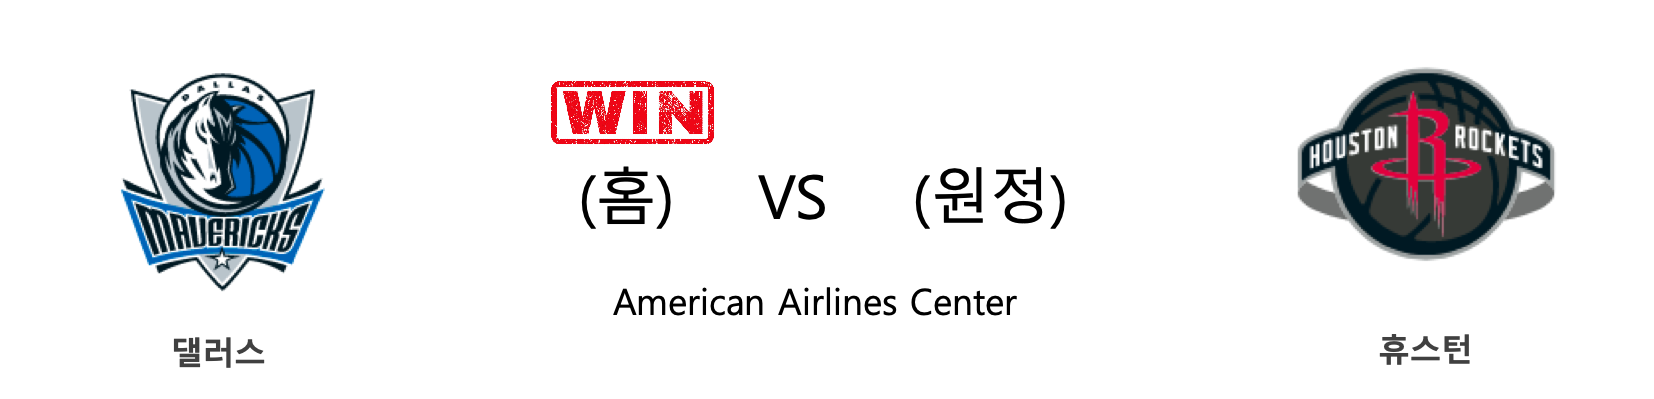 DALLAS
MAVERICKS
댈러스
WIN
(홈) VS (원정)
American Airlines Center
HOUSTON ROCKETS
휴스턴